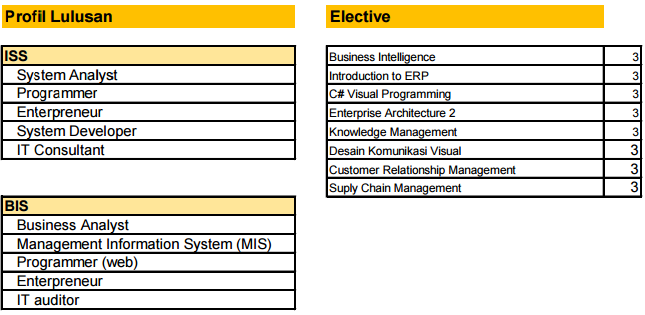 Profil Lulusan
ISS
System Analyst
Programmer
Enterpreneur
System Developer
IT Consultant
BIS
Business Analyst
Management Information System (MIS)
Programmer (web)
Enterpreneur
IT auditor
Elective
Business Intelligence 3
Introduction to ERP 3
C# Visual Programming 3
Enterprise Architecture 2 3
Knowledge Management 3
Desain Komunikasi Visual 3
Customer Relationship Management 3
Suply Chain Management 3